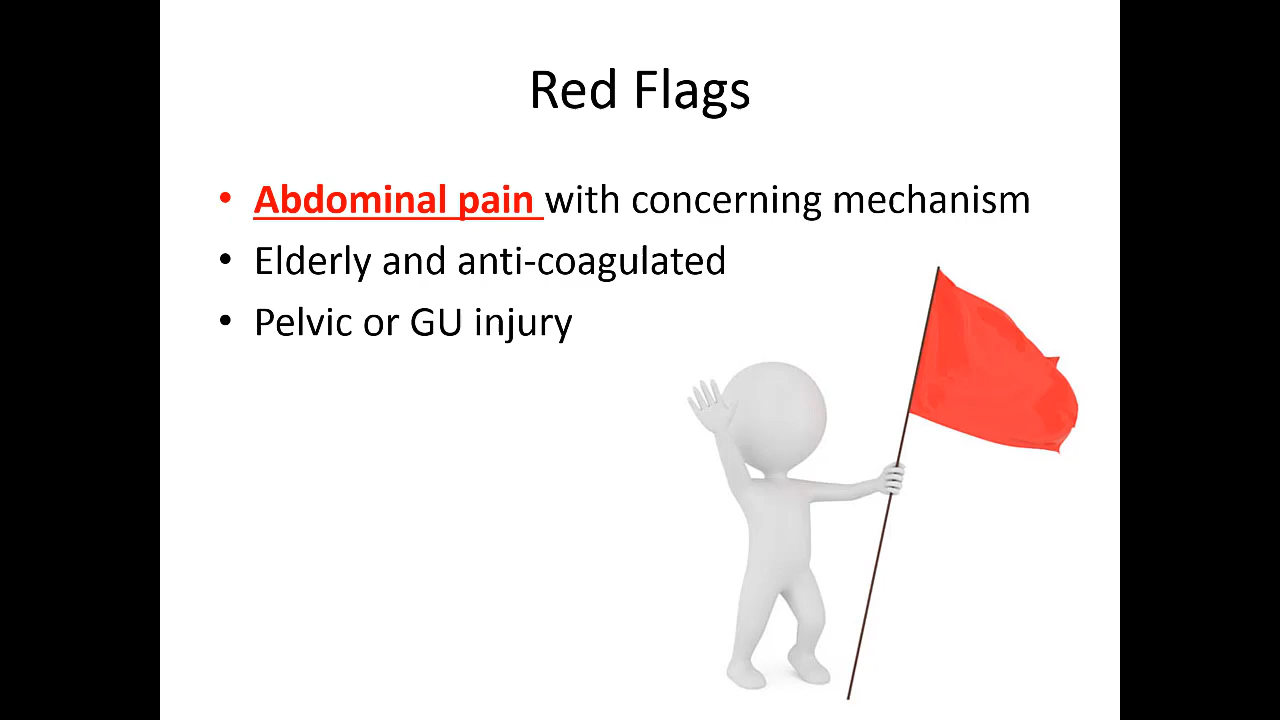 Red Flags
• Abdominal pain with concerning mechanism
• Elderly and anti-coagulated
• Pelvic or GU injury